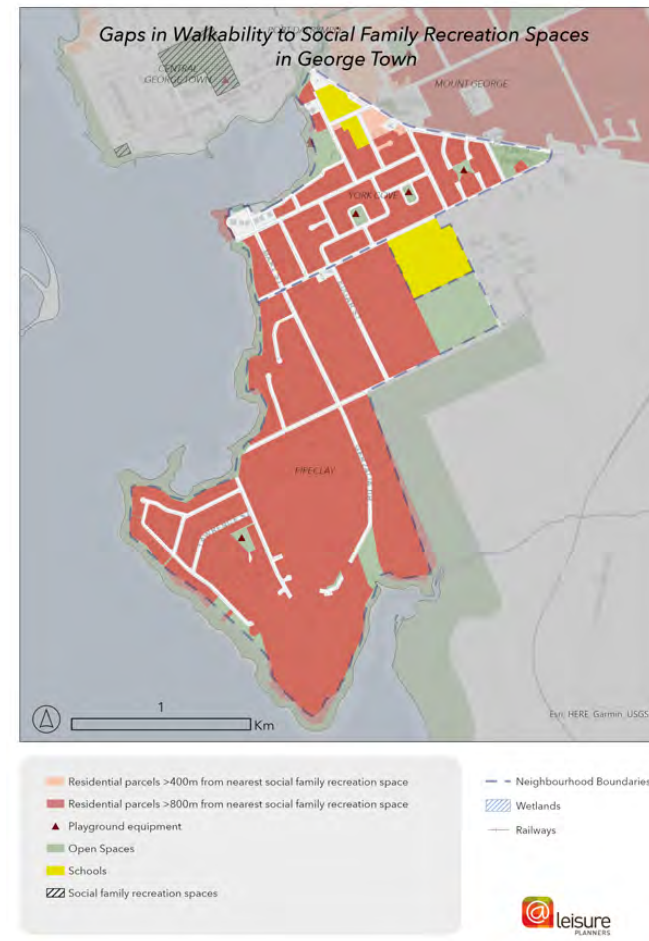 Gaps in Walkability to Social Family Recreation Spaces
in George Town
CENTRAL
GEORGETOWN
MOUNT GEORGE
YORK COVE
PIPECLAY
1
Km
Esri, HERE, Garmin, USGS
Residential parcels >400m from nearest social family recreation space
Residential parcels >800m from nearest social family recreation space
Playground equipment
Open Spaces
Schools
Social family recreation spaces
Neighbourhood Boundaries
Wetlands
Railways
@leisure
PLANNERS